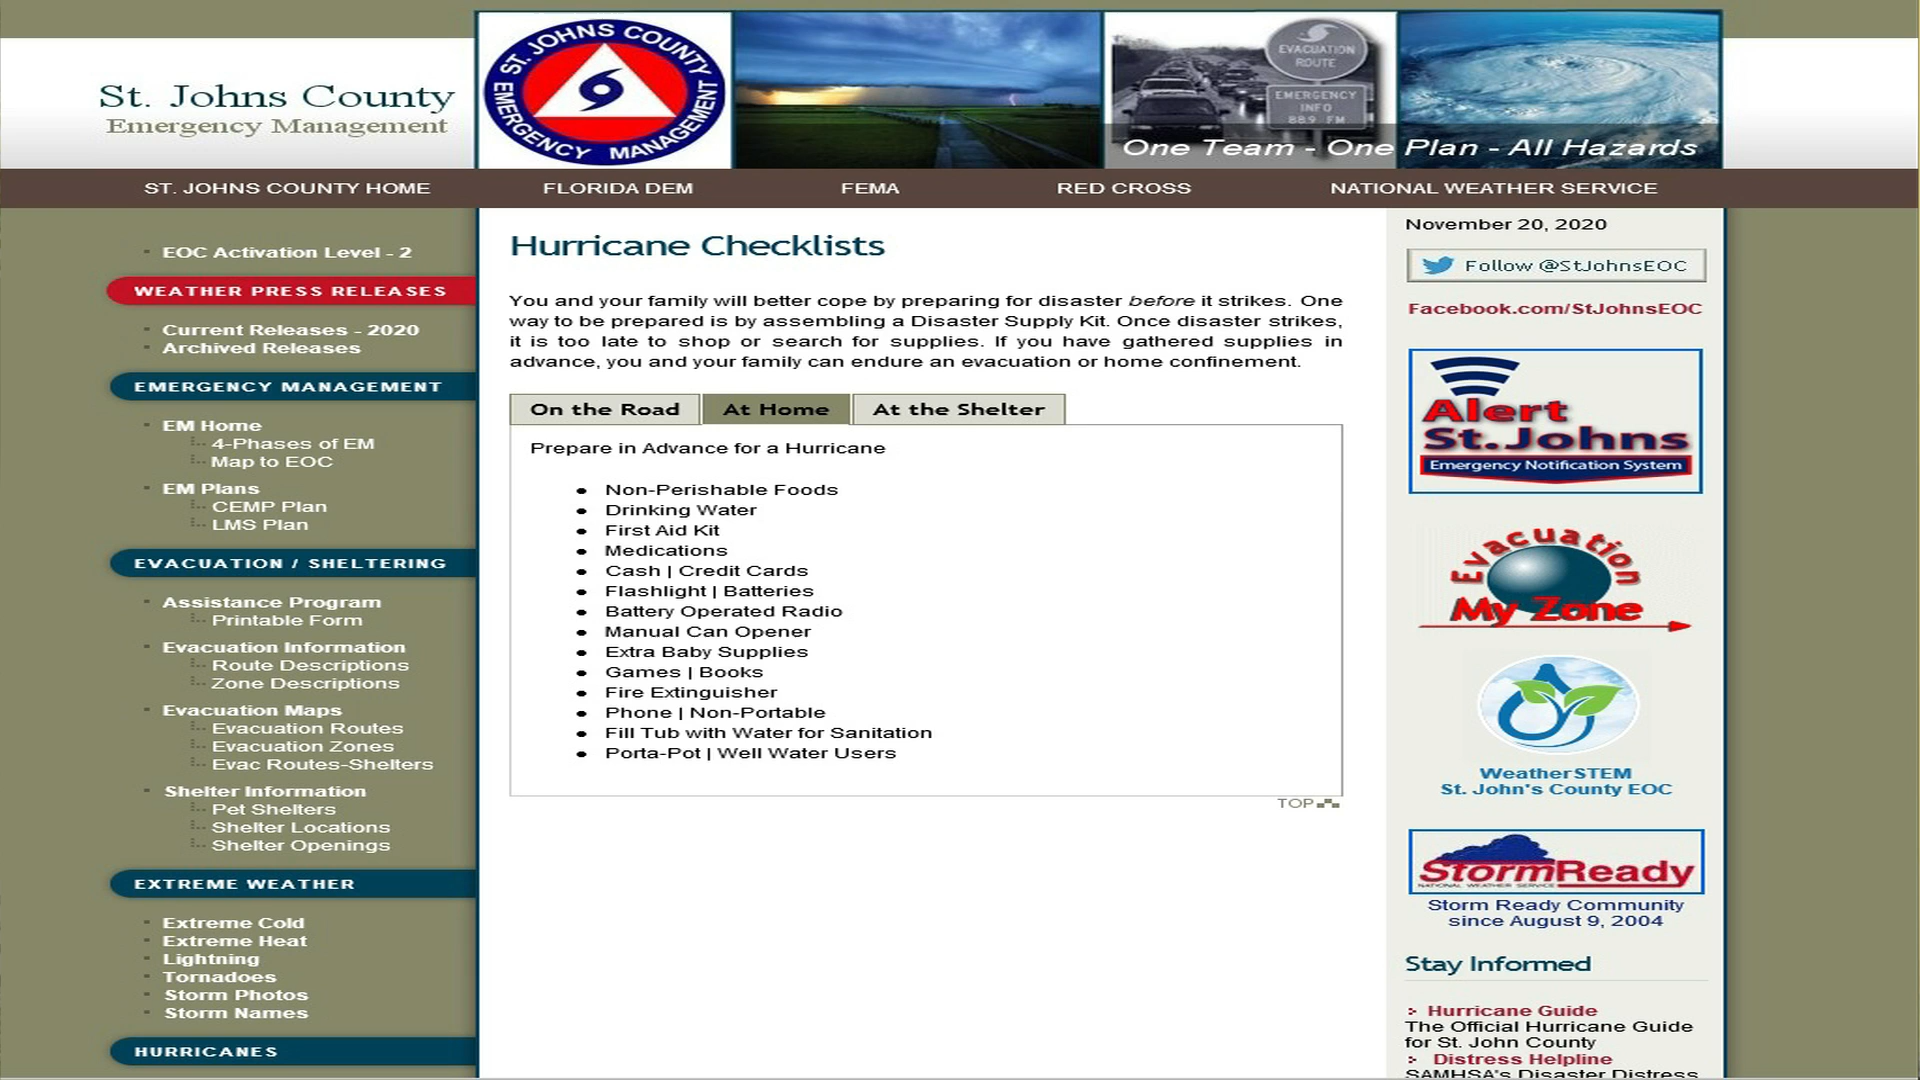 St. Johns County
Emergency Management
ST. JOHNS COUNTY
EMERGENCY MANAGEMENT
EVACUATION
ROUTE
EMERGENCY
INFO
88.9 FM
One Team - One Plan - All Hazards
ST. JOHNS COUNTY HOME
FLORIDA DEM
FEMA
RED CROSS
NATIONAL WEATHER SERVICE
EOC Activation Level - 2
WEATHER PRESS RELEASES
Current Releases - 2020
Archived Releases
EMERGENCY MANAGEMENT
EM Home
4-Phases of EM
Map to EOC
EM Plans
CEMP Plan
LMS Plan
EVACUATION / SHELTERING
Assistance Program
Printable Form
Evacuation Information
Route Descriptions
Zone Descriptions
Evacuation Maps
Evacuation Routes
Evacuation Zones
Evac Routes-Shelters
Shelter Information
Pet Shelters
Shelter Locations
Shelter Openings
EXTREME WEATHER
Extreme Cold
Extreme Heat
Lightning
Tornadoes
Storm Photos
Storm Names
HURRICANES
Hurricane Checklists
You and your family will better cope by preparing for disaster before it strikes. One
way to be prepared is by assembling a Disaster Supply Kit. Once disaster strikes,
it is too late to shop or search for supplies. If you have gathered supplies in
advance, you and your family can endure an evacuation or home confinement.
On the Road
At Home
At the Shelter
Prepare in Advance for a Hurricane
Non-Perishable Foods
Drinking Water
First Aid Kit
Medications
Cash | Credit Cards
Flashlight | Batteries
Battery Operated Radio
Manual Can Opener
Extra Baby Supplies
Games | Books
Fire Extinguisher
Phone | Non-Portable
Fill Tub with Water for Sanitation
Porta-Pot | Well Water Users
TOP
November 20, 2020
Follow @StJohnsEOC
Facebook.com/StJohnsEOC
Alert
St.Johns
Emergency Notification System
Evacuation
My Zone
WeatherSTEM
St. John's County EOC
StormReady
NATIONAL WEATHER SERVICE
Storm Ready Community
since August 9, 2004
Stay Informed
Hurricane Guide
The Official Hurricane Guide
for St. John County
Distress Helpline
SAMHSA's Disaster Distress